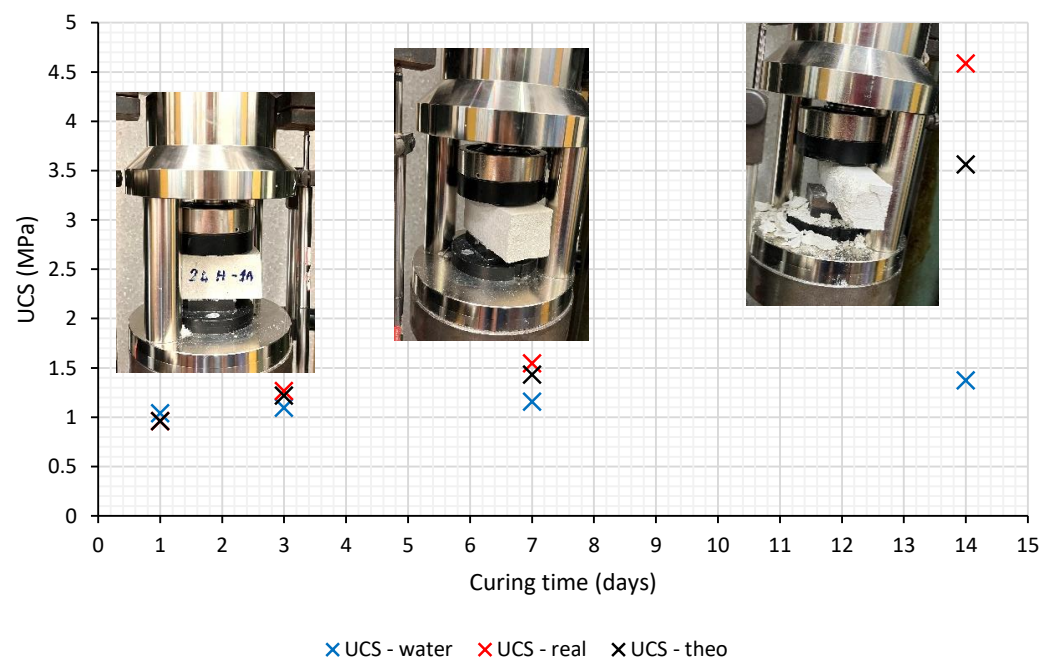 5
4.5
4
3.5
3
2.5
2
1.5
1
0.5
0
UCS (MPa)
24 H-1A
0 1 2 3 4 5 6 7 8 9 10 11 12 13 14 15
Curing time (days)
UCS - water UCS - real UCS - theo